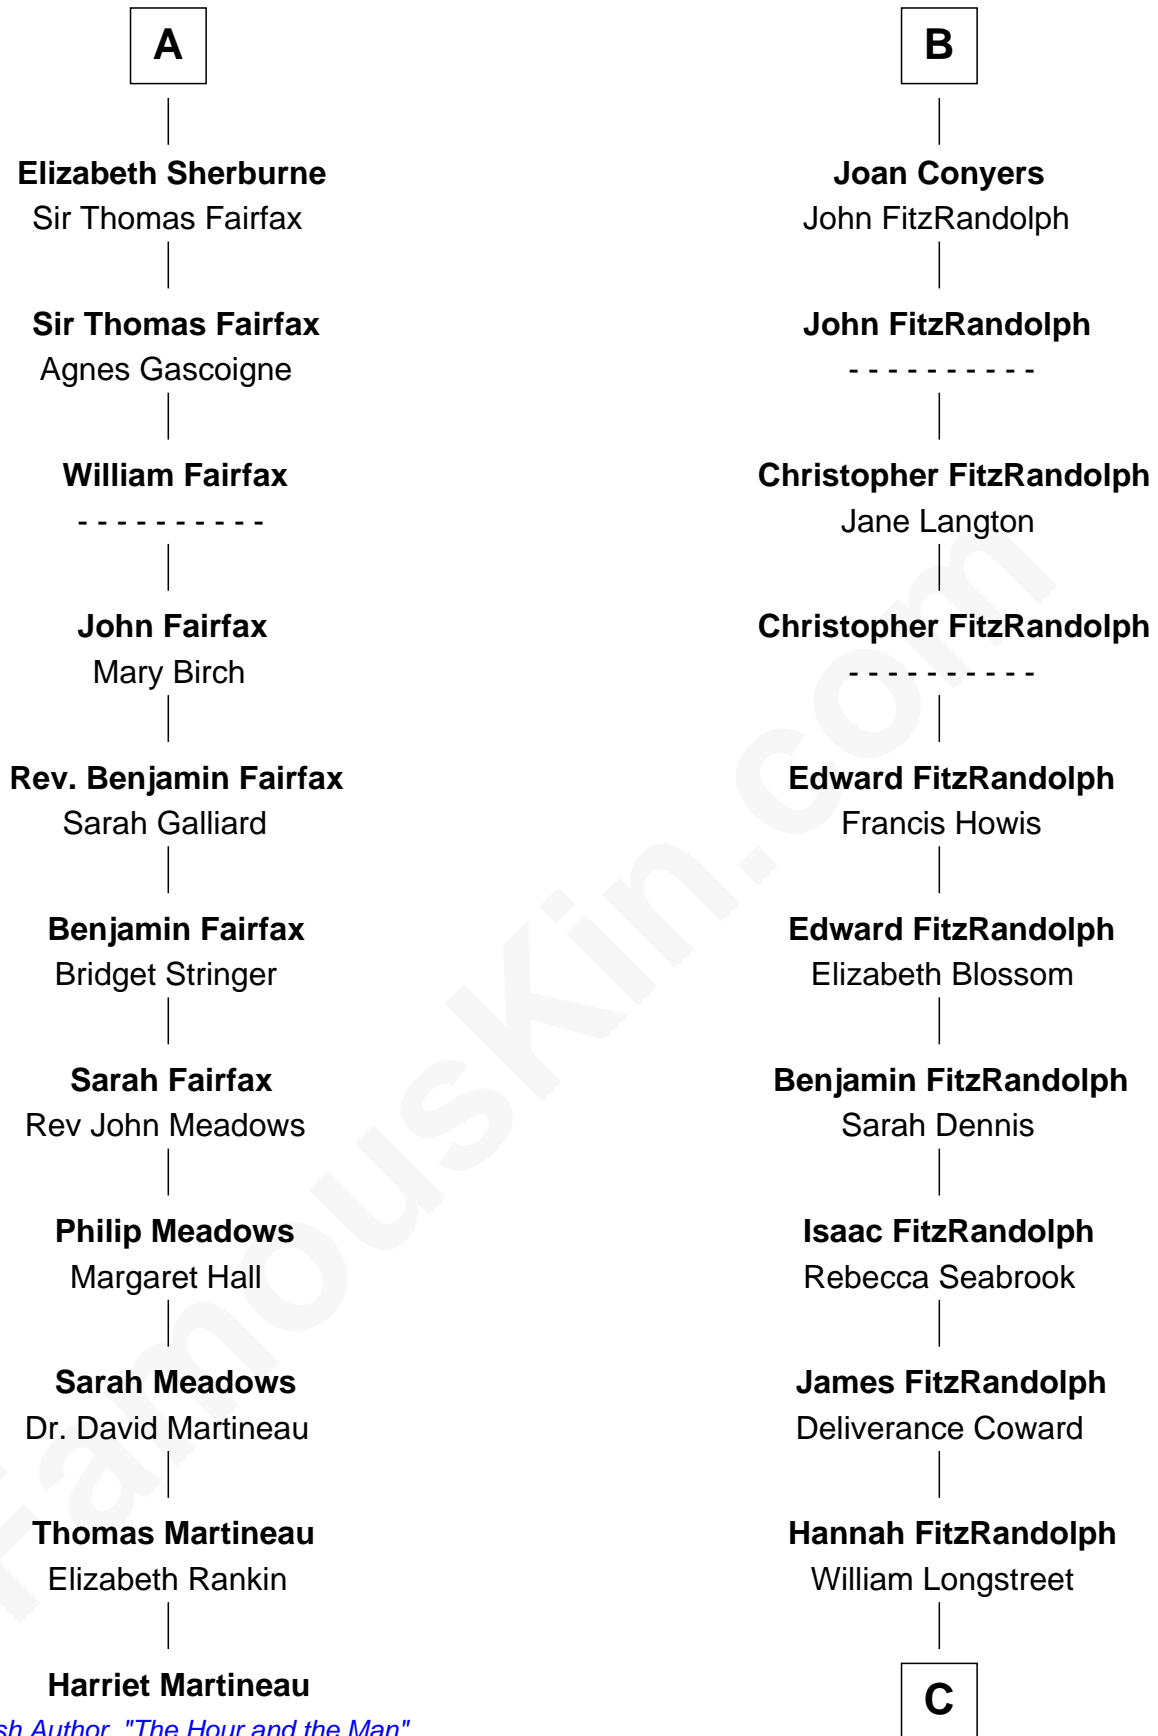 A
Elizabeth Sherburne
Sir Thomas Fairfax
Sir Thomas Fairfax
Agnes Gascoigne
William Fairfax
- - - - - - - - - -
John Fairfax
Mary Birch
Rev. Benjamin Fairfax
Sarah Galliard
Benjamin Fairfax
Bridget Stringer
Sarah Fairfax
Rev John Meadows
Philip Meadows
Margaret Hall
Sarah Meadows
Dr. David Martineau
Thomas Martineau
Elizabeth Rankin
Harriet Martineau
Author, "The Hour and the Man"
B
Joan Conyers
John FitzRandolph
John FitzRandolph
- - - - - - - - - -
Christopher FitzRandolph
Jane Langton
Christopher FitzRandolph
- - - - - - - - - -
Edward FitzRandolph
Francis Howis
Edward FitzRandolph
Elizabeth Blossom
Benjamin FitzRandolph
Sarah Dennis
Isaac FitzRandolph
Rebecca Seabrook
James FitzRandolph
Deliverance Coward
Hannah FitzRandolph
William Longstreet
C
FamousKin.com